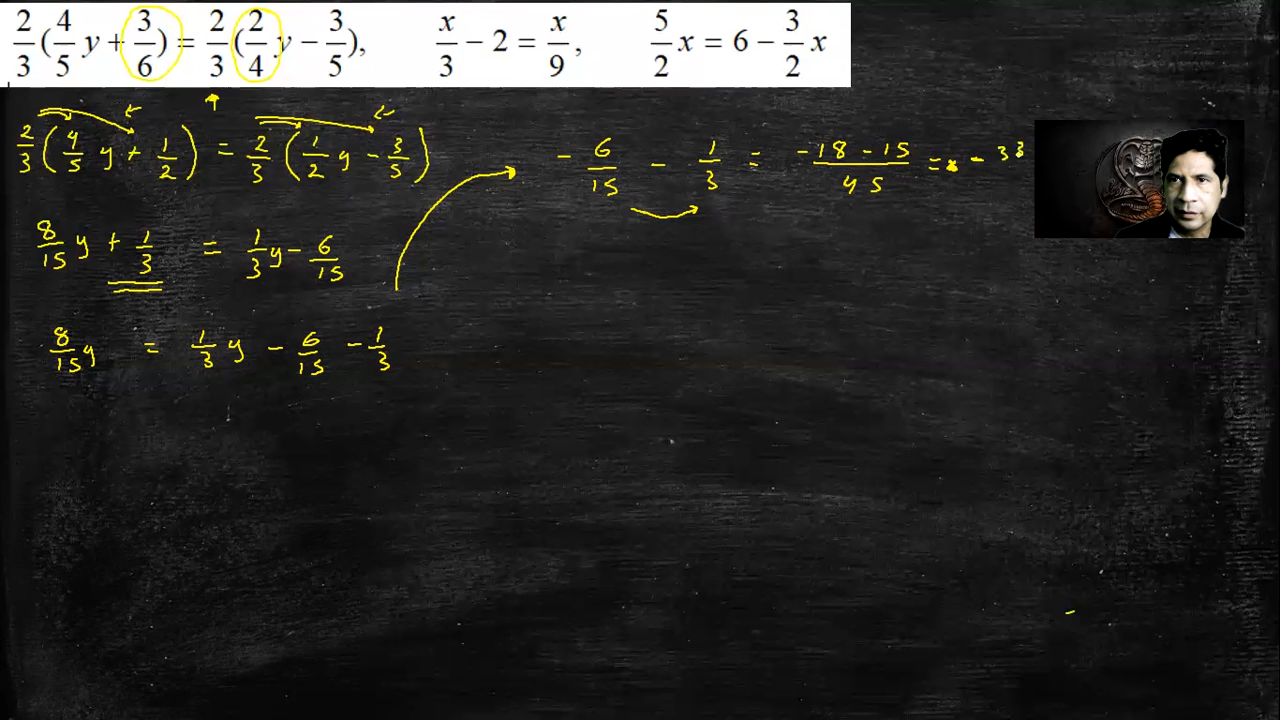 2/3(4/5 y + 3/6) = 2/3(2/4 y − 3/5), x/3 − 2 = x/9, 5/2 x = 6 − 3/2 x
2/3 (4/5 y + 1/2) = 2/3 (1/2 y − 3/5)
8/15 y + 1/3 = 1/3 y − 6/15
8/15 y = 1/3 y − 6/15 − 1/3
− 6/15 − 1/3 = (−18 − 15)/45 = − 33